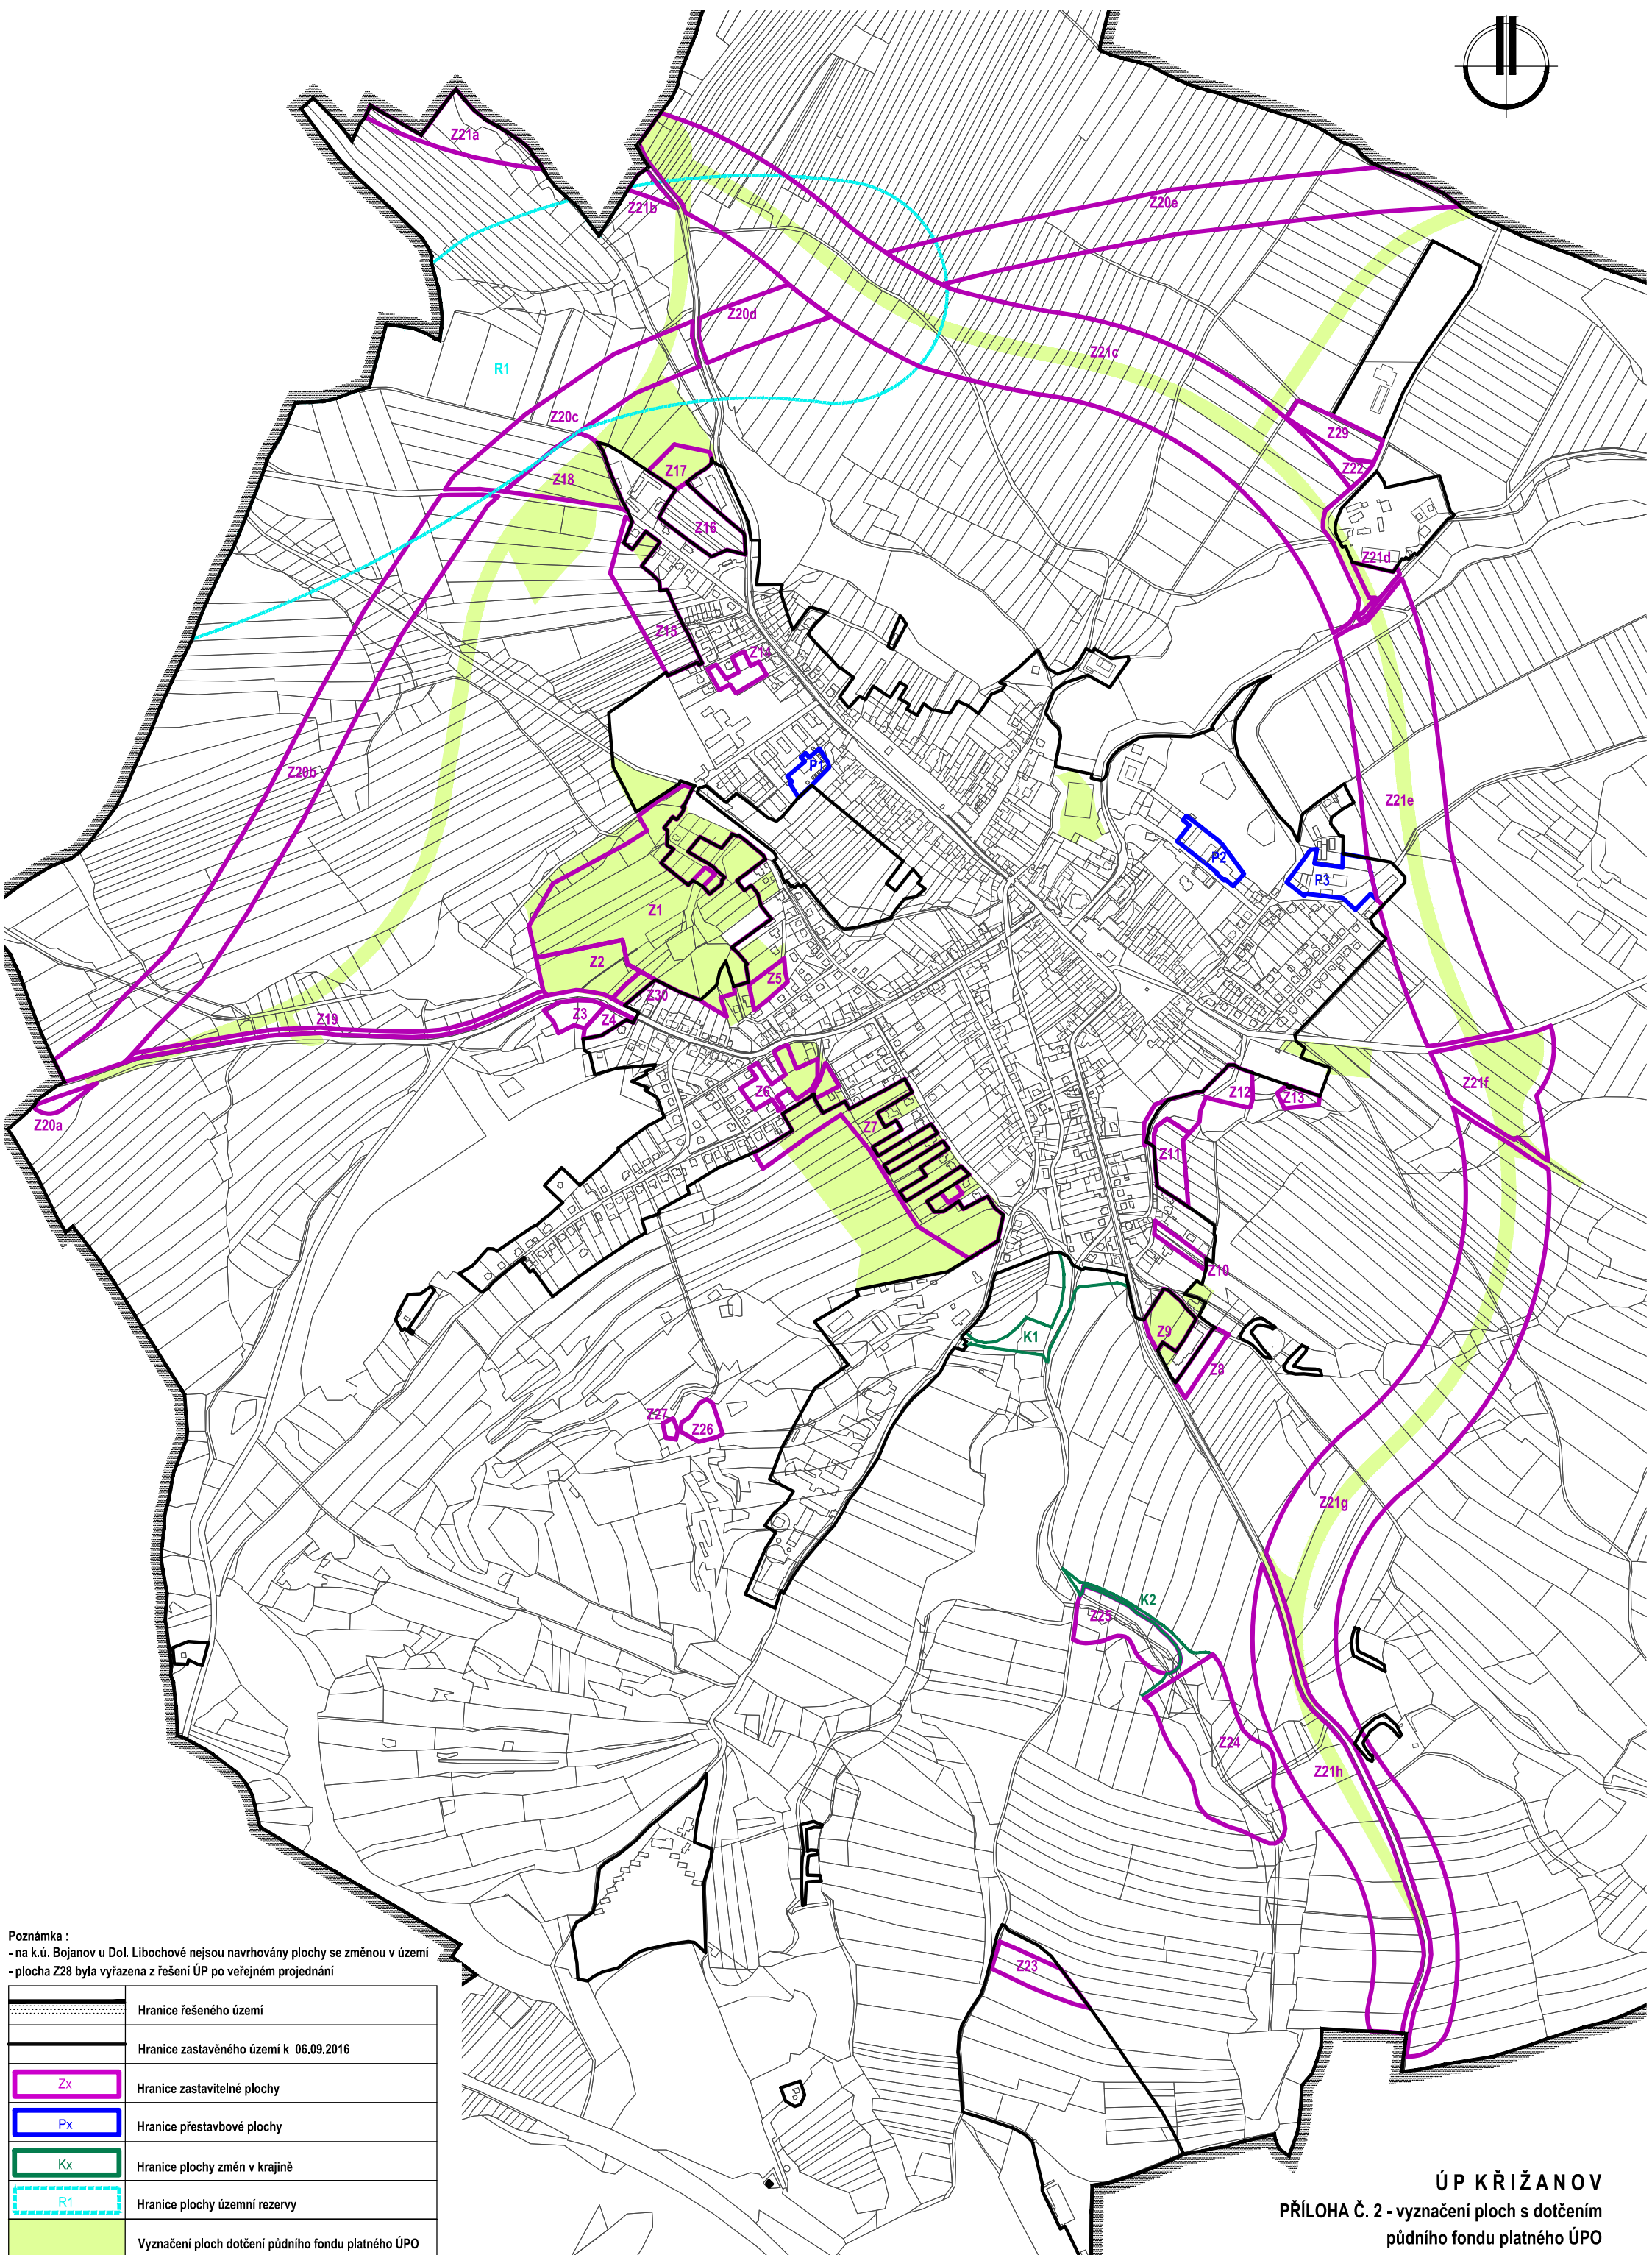 Z21a
Z21b
Z20e
Z20d
Z21c
R1
Z20c
Z29
Z22
Z17
Z18
Z16
Z21d
Z15
Z14
Z20b
P1
Z21e
P2
P3
Z1
Z2
Z5
Z30
Z3
Z4
Z19
Z20a
Z6
Z7
Z12
Z13
Z21f
Z11
Z10
K1
Z9
Z8
Z27
Z26
Z21g
K2
Z25
Z24
Z21h
Z23
Poznámka :
- na k.ú. Bojanov u Dol. Libochové nejsou navrhovány plochy se změnou v území
- plocha Z28 byla vyřazena z řešení ÚP po veřejném projednání
Hranice řešeného území
Hranice zastavěného území k 06.09.2016
Zx Hranice zastavitelné plochy
Px Hranice přestavbové plochy
Kx Hranice plochy změn v krajině
R1 Hranice plochy územní rezervy
Vyznačení ploch dotčení půdního fondu platného ÚPO
ÚP KŘIŽANOV
PŘÍLOHA Č. 2 - vyznačení ploch s dotčením
půdního fondu platného ÚPO